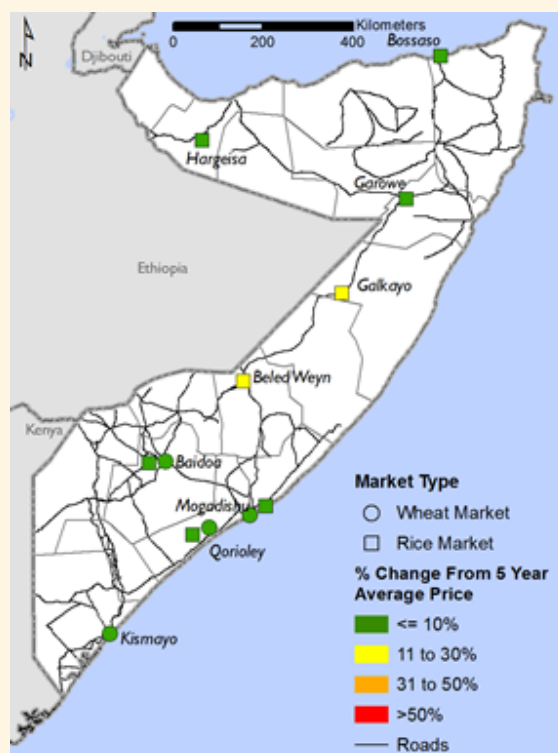 Kilometers
0 200 400
N
Djibouti
Bossaso
Hargeisa
Garowe
Ethiopia
Galkayo
Beled Weyn
Kenya
Baidoa
Mogadishu
Qorioley
Kismayo
Market Type
Wheat Market
Rice Market
% Change From 5 Year
Average Price
<= 10%
11 to 30%
31 to 50%
>50%
Roads